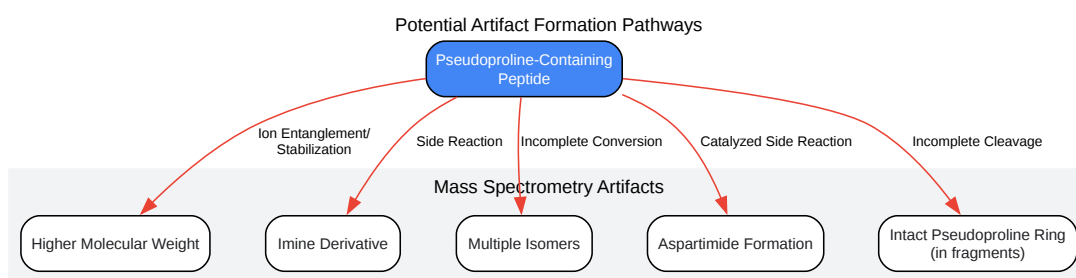 Potential Artifact Formation Pathways
Pseudoproline-Containing
Peptide
Ion Entanglement/
Stabilization
Side Reaction
Incomplete Conversion
Catalyzed Side Reaction
Incomplete Cleavage
Mass Spectrometry Artifacts
Higher Molecular Weight
Imine Derivative
Multiple Isomers
Aspartimide Formation
Intact Pseudoproline Ring
(in fragments)